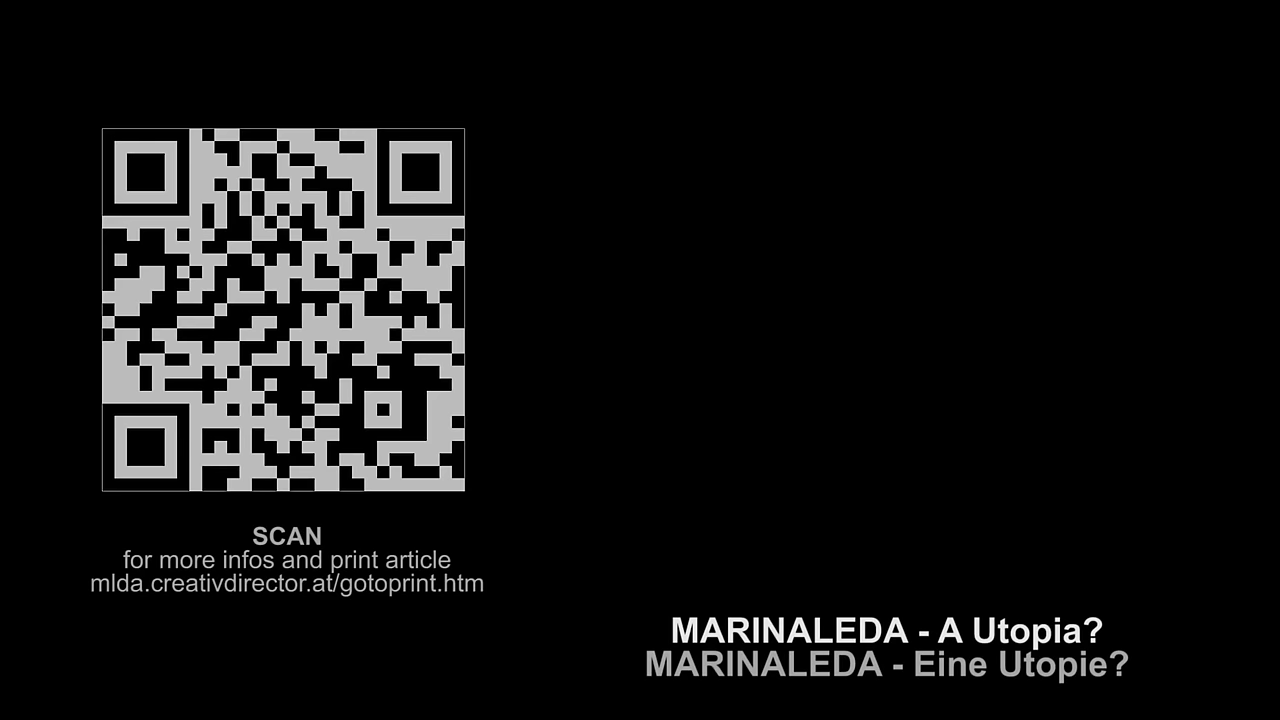 SCAN
for more infos and print article
mlda.creativdirector.at/gotoprint.htm
MARINALEDA - A Utopia?
MARINALEDA - Eine Utopie?